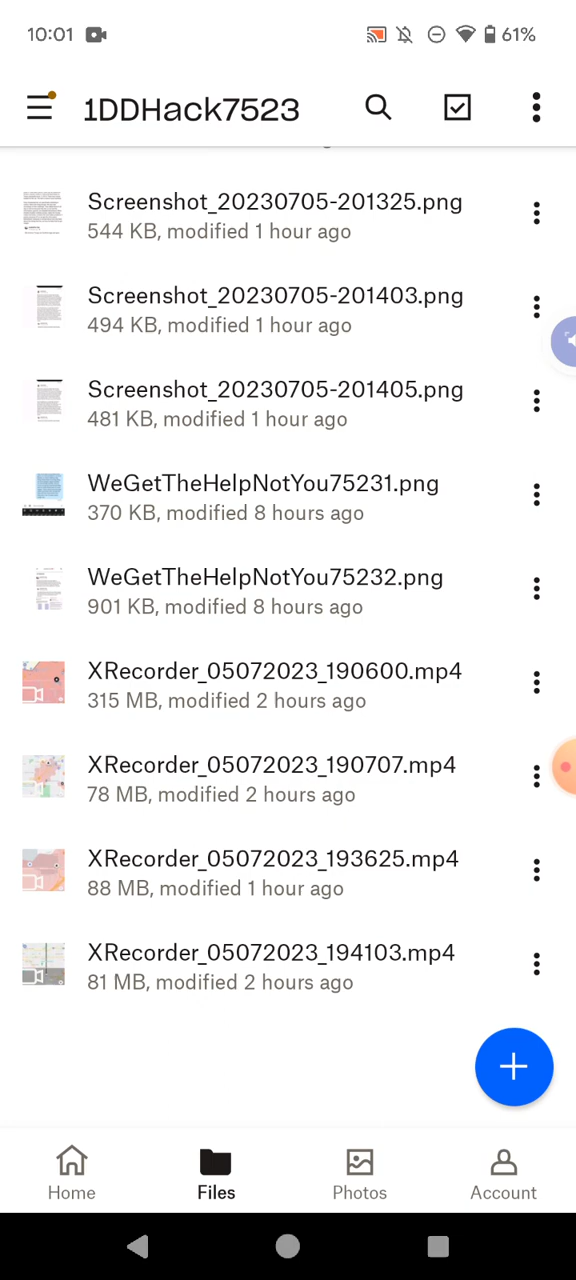 10:01
61%
1DDHack7523
Screenshot_20230705-201325.png
544 KB, modified 1 hour ago
Screenshot_20230705-201403.png
494 KB, modified 1 hour ago
Screenshot_20230705-201405.png
481 KB, modified 1 hour ago
WeGetTheHelpNotYou75231.png
370 KB, modified 8 hours ago
WeGetTheHelpNotYou75232.png
901 KB, modified 8 hours ago
XRecorder_05072023_190600.mp4
315 MB, modified 2 hours ago
XRecorder_05072023_190707.mp4
78 MB, modified 2 hours ago
XRecorder_05072023_193625.mp4
88 MB, modified 1 hour ago
XRecorder_05072023_194103.mp4
81 MB, modified 2 hours ago
Home
Files
Photos
Account